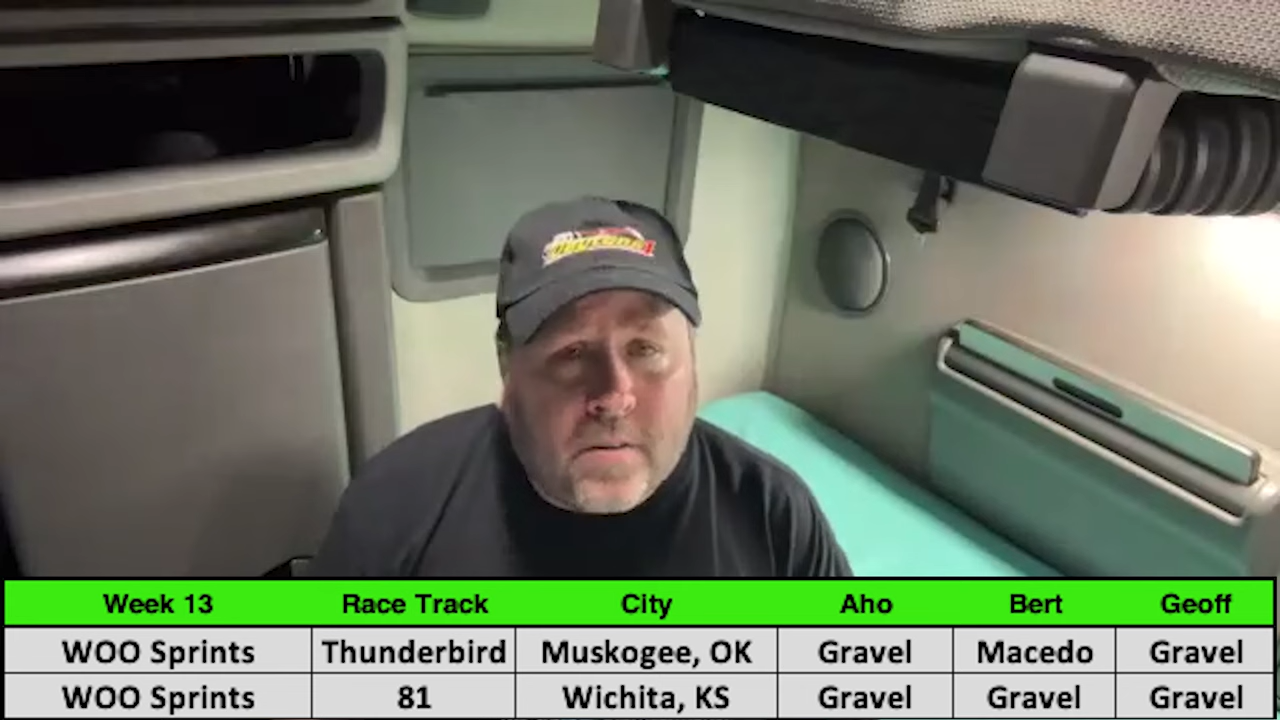 Week 13 Race Track City Aho Bert Geoff
WOO Sprints Thunderbird Muskogee, OK Gravel Macedo Gravel
WOO Sprints 81 Wichita, KS Gravel Gravel Gravel